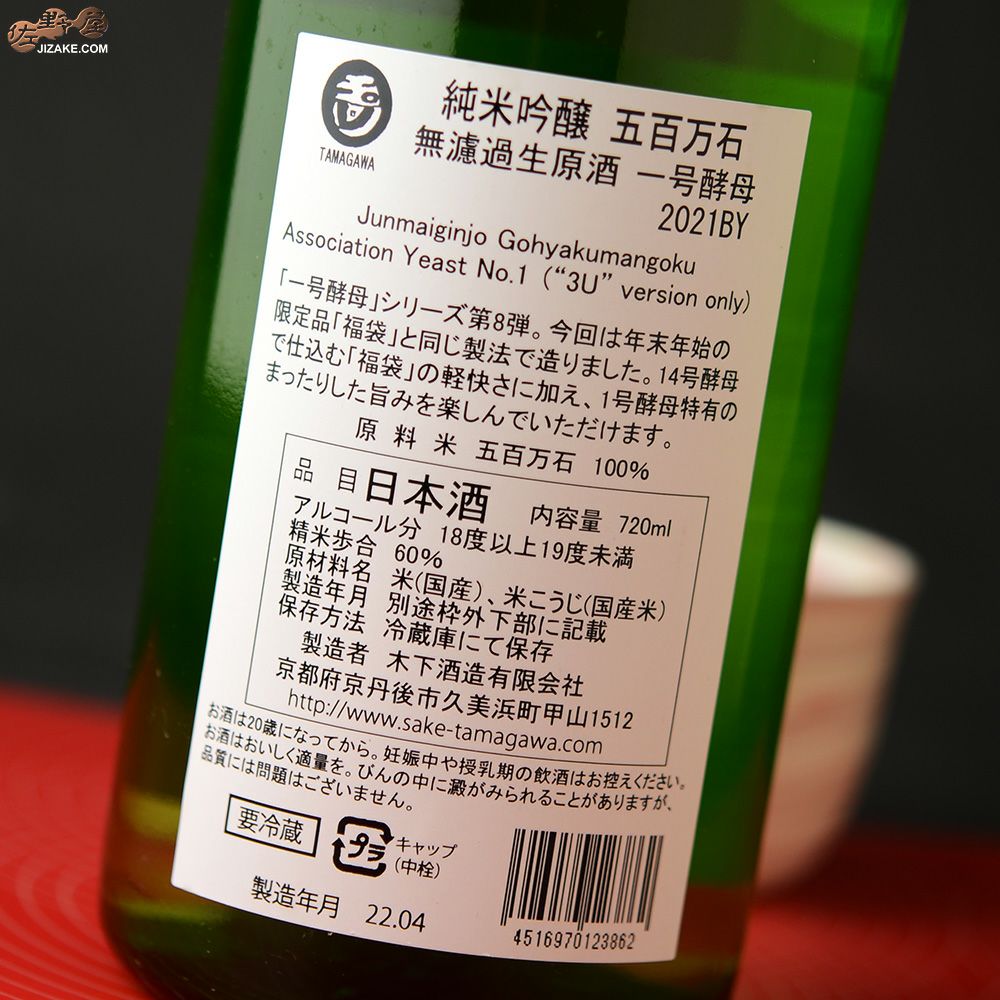 佐野屋
JIZAKE.COM
玉川
TAMAGAWA
純米吟醸 五百万石
無濾過生原酒 一号酵母
2021BY
Junmaiginjo Gohyakumangoku
Association Yeast No.1 (“3U” version only)
「一号酵母」シリーズ第8弾。今回は年末年始の
限定品「福袋」と同じ製法で造りました。14号酵母
で仕込む「福袋」の軽快さに加え、1号酵母特有の
まったりした旨みを楽しんでいただけます。
原料米 五百万石 100%
品目 日本酒 内容量 720ml
アルコール分 18度以上19度未満
精米歩合 60%
原材料名 米(国産)、米こうじ(国産米)
製造年月 別途枠外下部に記載
保存方法 冷蔵庫にて保存
製造者 木下酒造有限会社
京都府京丹後市久美浜町甲山1512
http://www.sake-tamagawa.com
お酒は20歳になってから。妊娠中や授乳期の飲酒はお控えください。
お酒はおいしく適量を。びんの中に澱がみられることがありますが、
品質には問題はございません。
要冷蔵
プラ
キャップ
(中栓)
製造年月 22.04
4516970123862